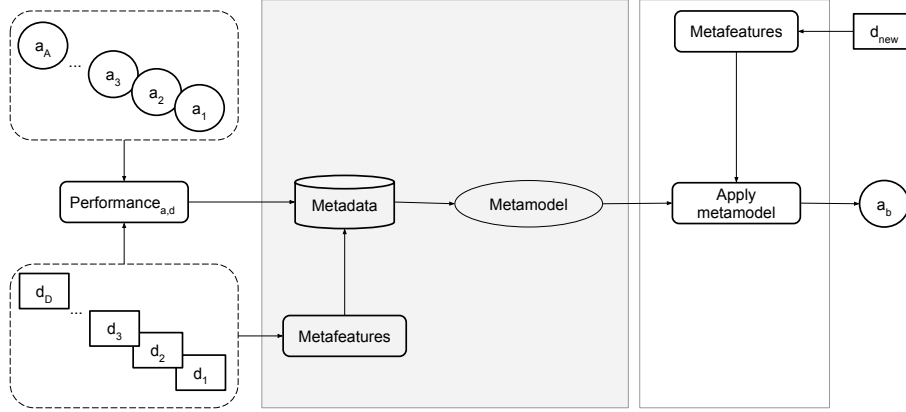 a_A
...
a_3
a_2
a_1
Performance_a,d
d_D
...
d_3
d_2
d_1
Metadata
Metafeatures
Metamodel
Metafeatures
d_new
Apply
metamodel
a_b